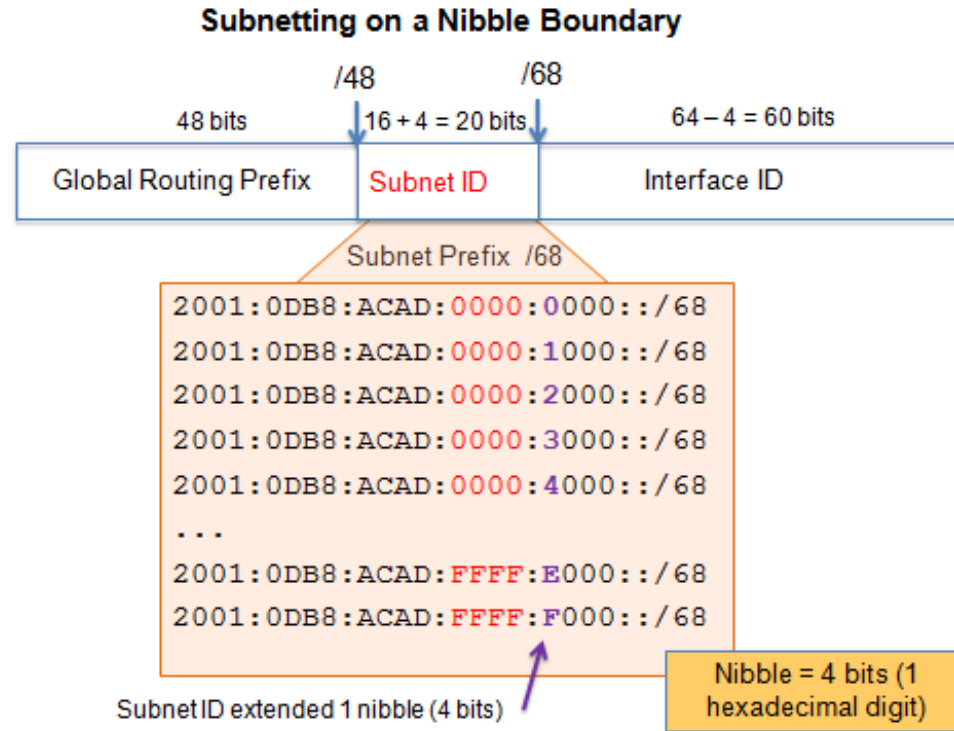 Subnetting on a Nibble Boundary
/48
/68
48 bits
16 + 4 = 20 bits
64 – 4 = 60 bits
Global Routing Prefix
Subnet ID
Interface ID
Subnet Prefix /68
2001:0DB8:ACAD:0000:0000::/68
2001:0DB8:ACAD:0000:1000::/68
2001:0DB8:ACAD:0000:2000::/68
2001:0DB8:ACAD:0000:3000::/68
2001:0DB8:ACAD:0000:4000::/68
...
2001:0DB8:ACAD:FFFF:E000::/68
2001:0DB8:ACAD:FFFF:F000::/68
Subnet ID extended 1 nibble (4 bits)
Nibble = 4 bits (1
hexadecimal digit)